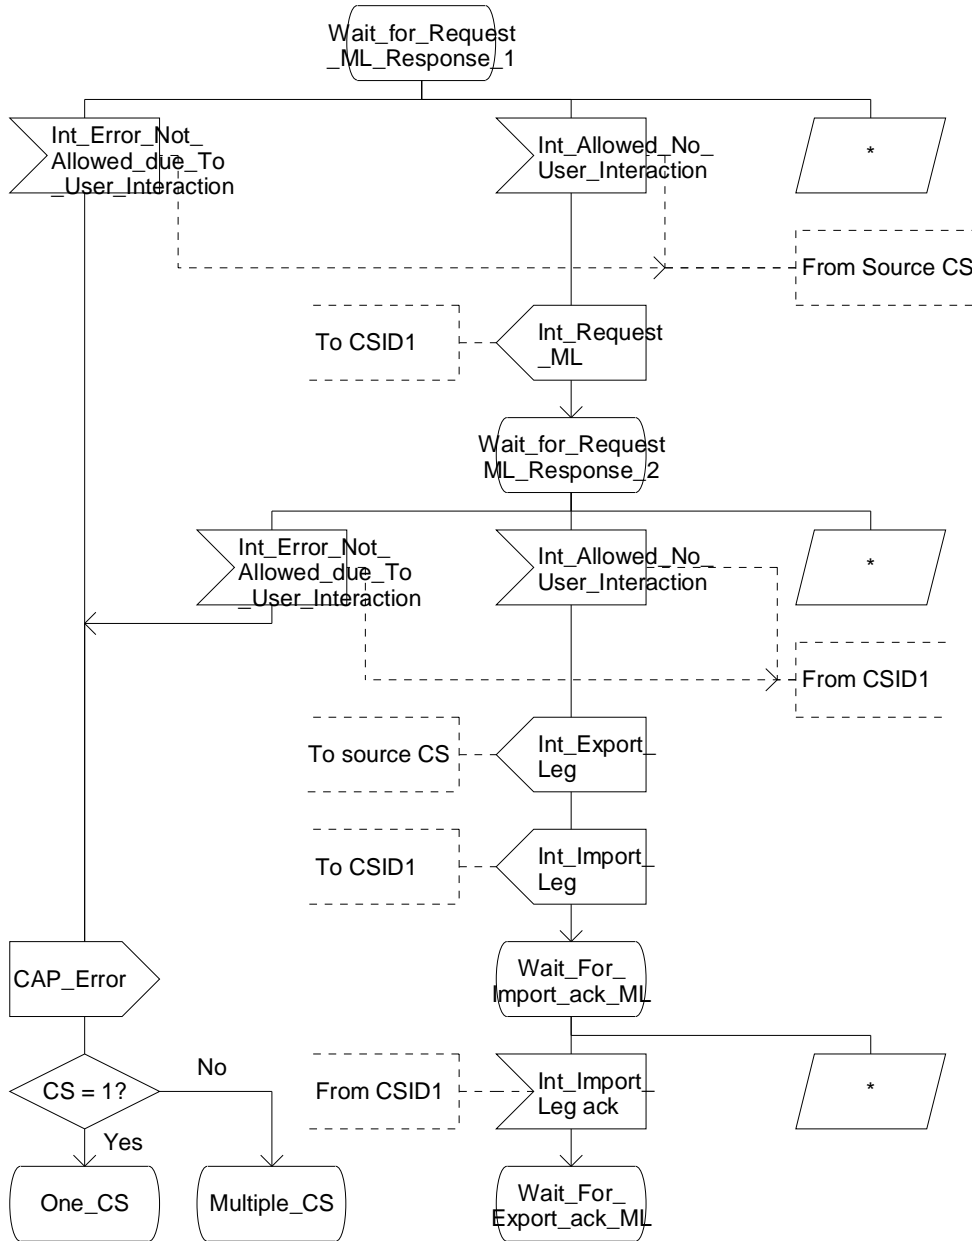 Wait_for_Request
_ML_Response_1
Int_Error_Not_
Allowed_due_To
_User_Interaction
Int_Allowed_No_
User_Interaction
*
From Source CS
To CSID1
Int_Request
_ML
Wait_for_Request
ML_Response_2
Int_Error_Not_
Allowed_due_To
_User_Interaction
Int_Allowed_No_
User_Interaction
*
From CSID1
To source CS
Int_Export_
Leg
To CSID1
Int_Import_
Leg
CAP_Error
Wait_For_
Import_ack_ML
CS = 1?
No
Yes
From CSID1
Int_Import_
Leg ack
*
One_CS
Multiple_CS
Wait_For_
Export_ack_ML